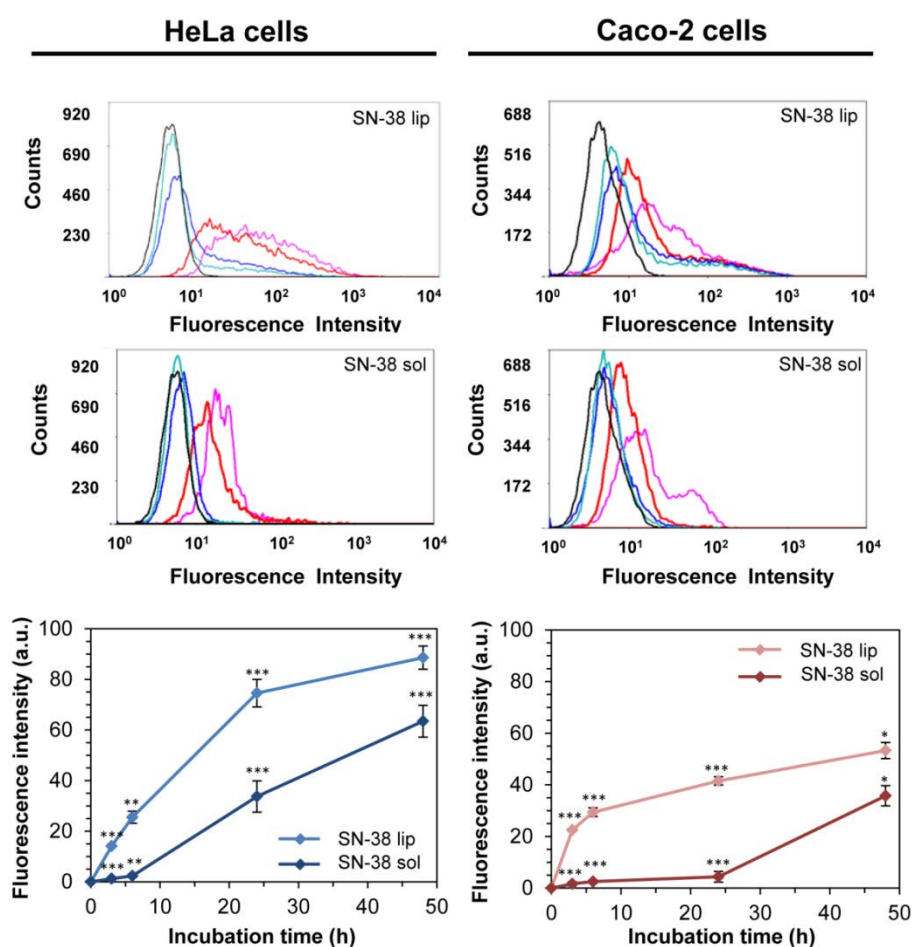 HeLa cells
Caco-2 cells
SN-38 lip
920
690
460
230
Counts
10⁰ 10¹ 10² 10³ 10⁴
Fluorescence Intensity
SN-38 lip
688
516
344
172
Counts
10⁰ 10¹ 10² 10³ 10⁴
Fluorescence Intensity
SN-38 sol
920
690
460
230
Counts
10⁰ 10¹ 10² 10³ 10⁴
Fluorescence Intensity
SN-38 sol
688
516
344
172
Counts
10⁰ 10¹ 10² 10³ 10⁴
Fluorescence Intensity
Fluorescence intensity (a.u.)
100
80
60
40
20
0
*** *** ** *** ***
*** ** *** ***
SN-38 lip
SN-38 sol
0 10 20 30 40 50
Incubation time (h)
Fluorescence intensity (a.u.)
100
80
60
40
20
0
SN-38 lip
SN-38 sol
*** *** *** *
*** *** *** *
0 10 20 30 40 50
Incubation time (h)